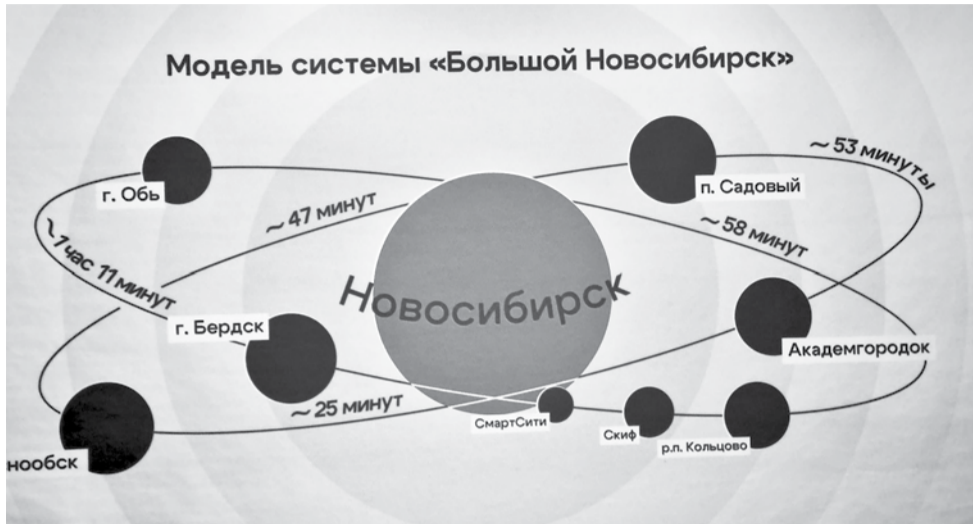 Модель системы «Большой Новосибирск»
~ 53 минуты
г. Обь
п. Садовый
~ 47 минут
~ 58 минут
~1 час 11 минут
Новосибирск
г. Бердск
Академгородок
~ 25 минут
СмартСити
Скиф
р.п. Кольцово
нообск